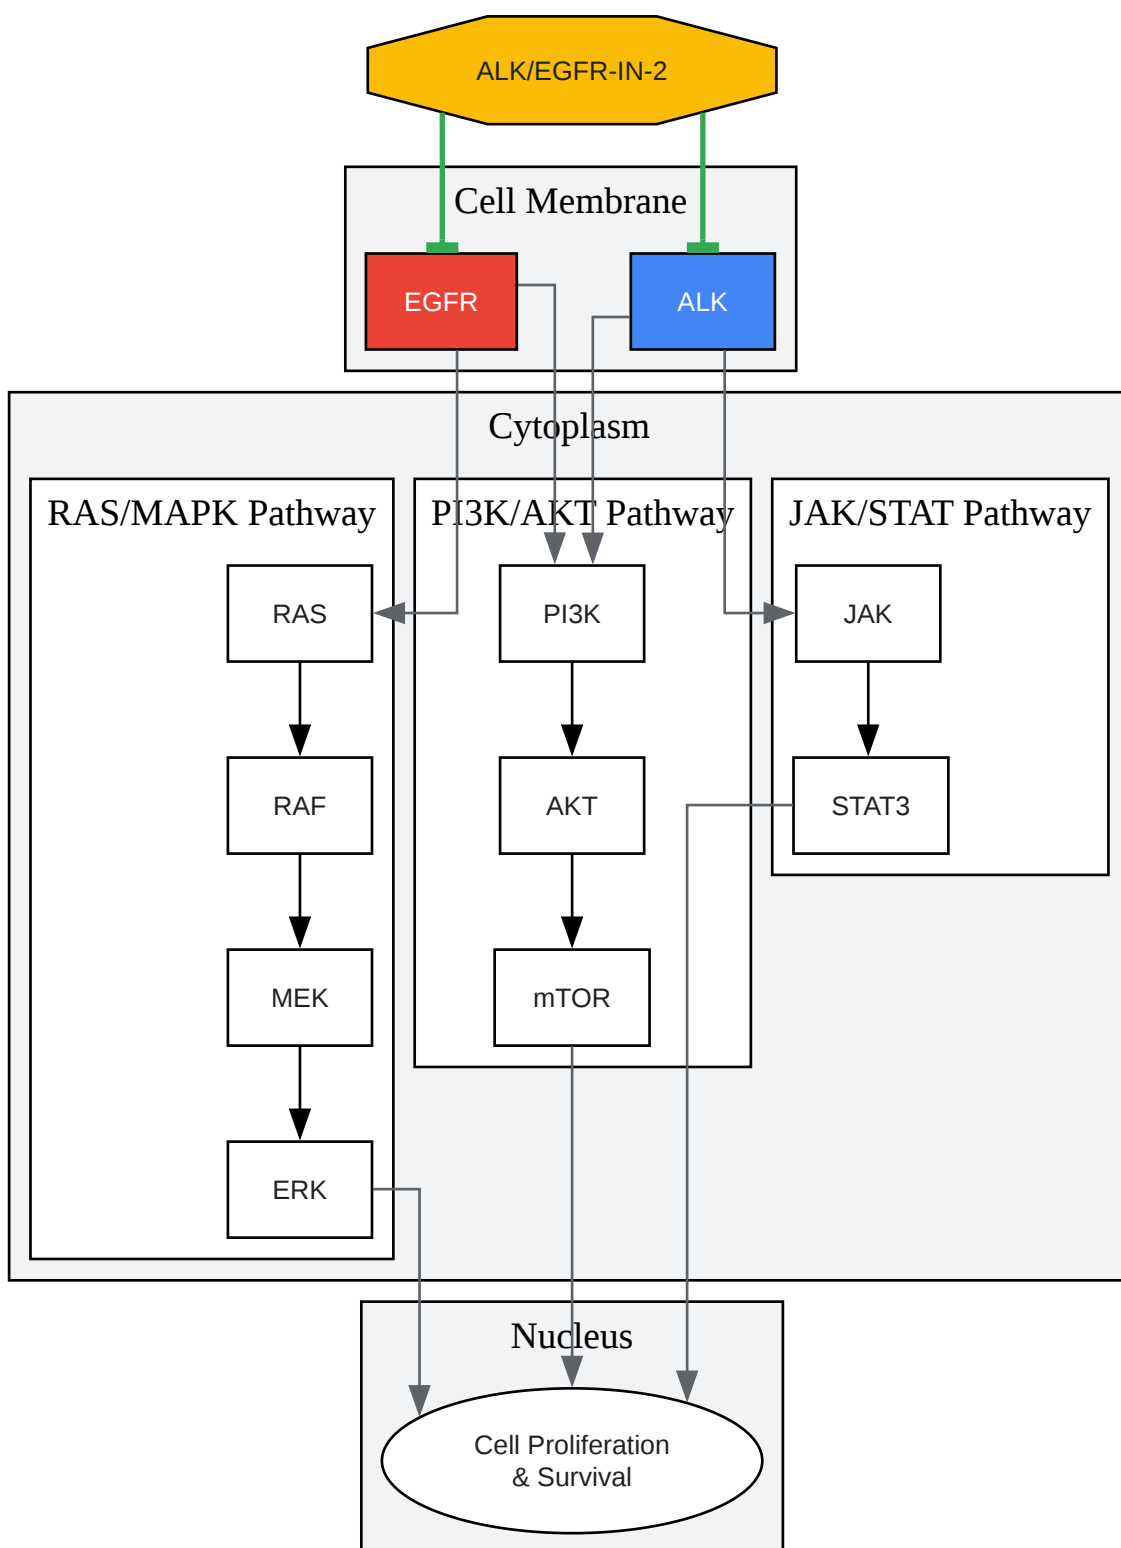 ALK/EGFR-IN-2
Cell Membrane
EGFR
ALK
Cytoplasm
RAS/MAPK Pathway
RAS
RAF
MEK
ERK
PI3K/AKT Pathway
PI3K
AKT
mTOR
JAK/STAT Pathway
JAK
STAT3
Nucleus
Cell Proliferation
& Survival